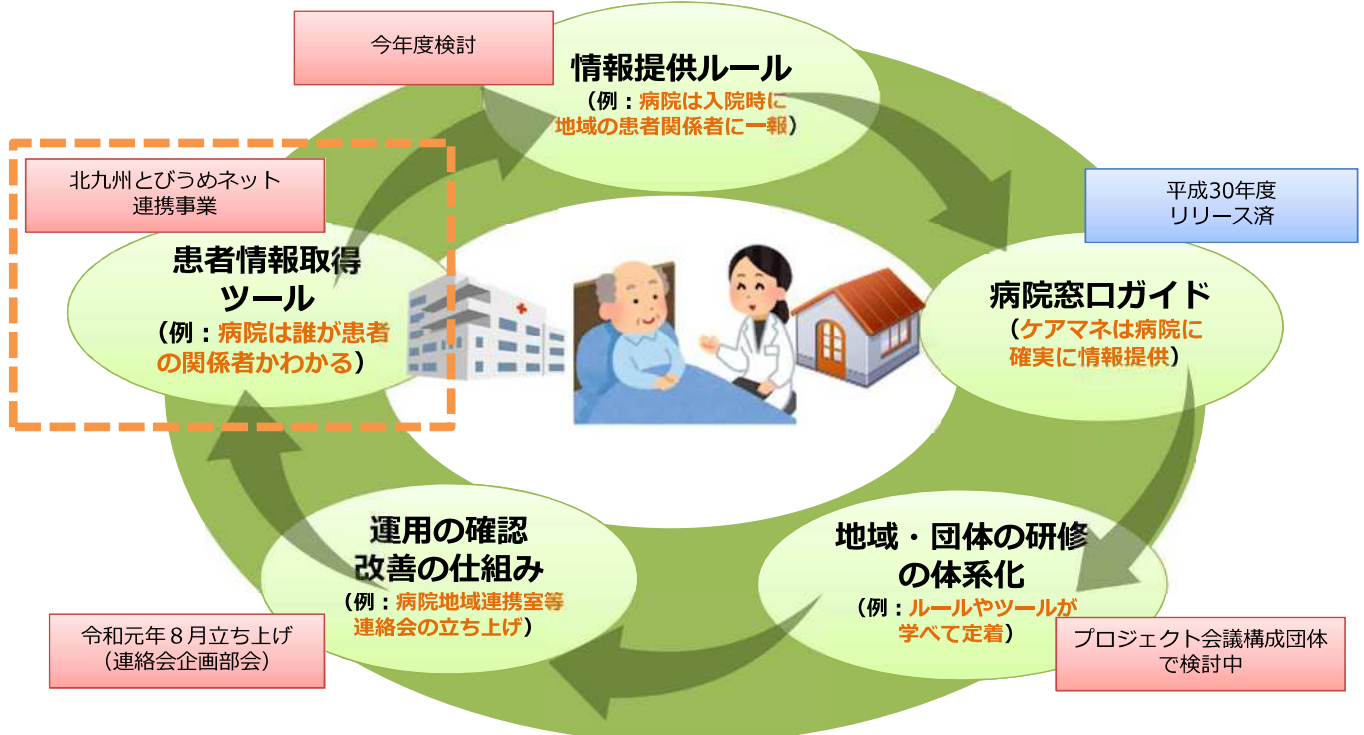 今年度検討
情報提供ルール
（例：病院は入院時に
地域の患者関係者に一報）
北九州とびうめネット
連携事業
平成30年度
リリース済
患者情報取得
ツール
（例：病院は誰が患者
の関係者かわかる）
病院窓口ガイド
（ケアマネは病院に
確実に情報提供）
運用の確認
改善の仕組み
（例：病院地域連携室等
連絡会の立ち上げ）
地域・団体の研修
の体系化
（例：ルールやツールが
学べて定着）
令和元年８月立ち上げ
（連絡会企画部会）
プロジェクト会議構成団体
で検討中